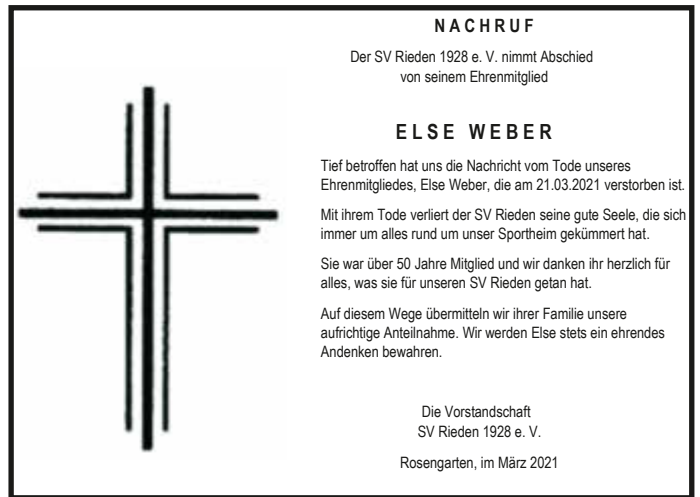 NACHRUF
Der SV Rieden 1928 e. V. nimmt Abschied
von seinem Ehrenmitglied
ELSE WEBER
Tief betroffen hat uns die Nachricht vom Tode unseres
Ehrenmitgliedes, Else Weber, die am 21.03.2021 verstorben ist.
Mit ihrem Tode verliert der SV Rieden seine gute Seele, die sich
immer um alles rund um unser Sportheim gekümmert hat.
Sie war über 50 Jahre Mitglied und wir danken ihr herzlich für
alles, was sie für unseren SV Rieden getan hat.
Auf diesem Wege übermitteln wir ihrer Familie unsere
aufrichtige Anteilnahme. Wir werden Else stets ein ehrendes
Andenken bewahren.
Die Vorstandschaft
SV Rieden 1928 e. V.
Rosengarten, im März 2021